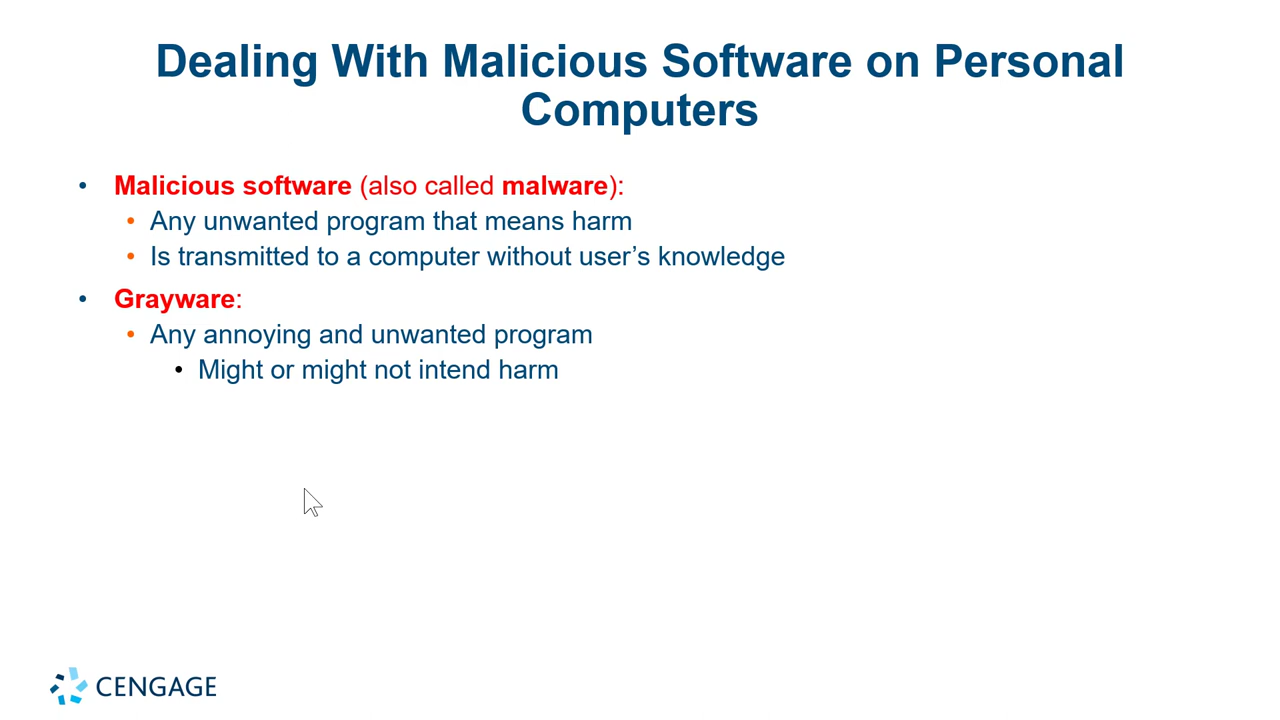 Dealing With Malicious Software on Personal
Computers
• Malicious software (also called malware):
• Any unwanted program that means harm
• Is transmitted to a computer without user’s knowledge
• Grayware:
• Any annoying and unwanted program
• Might or might not intend harm
CENGAGE